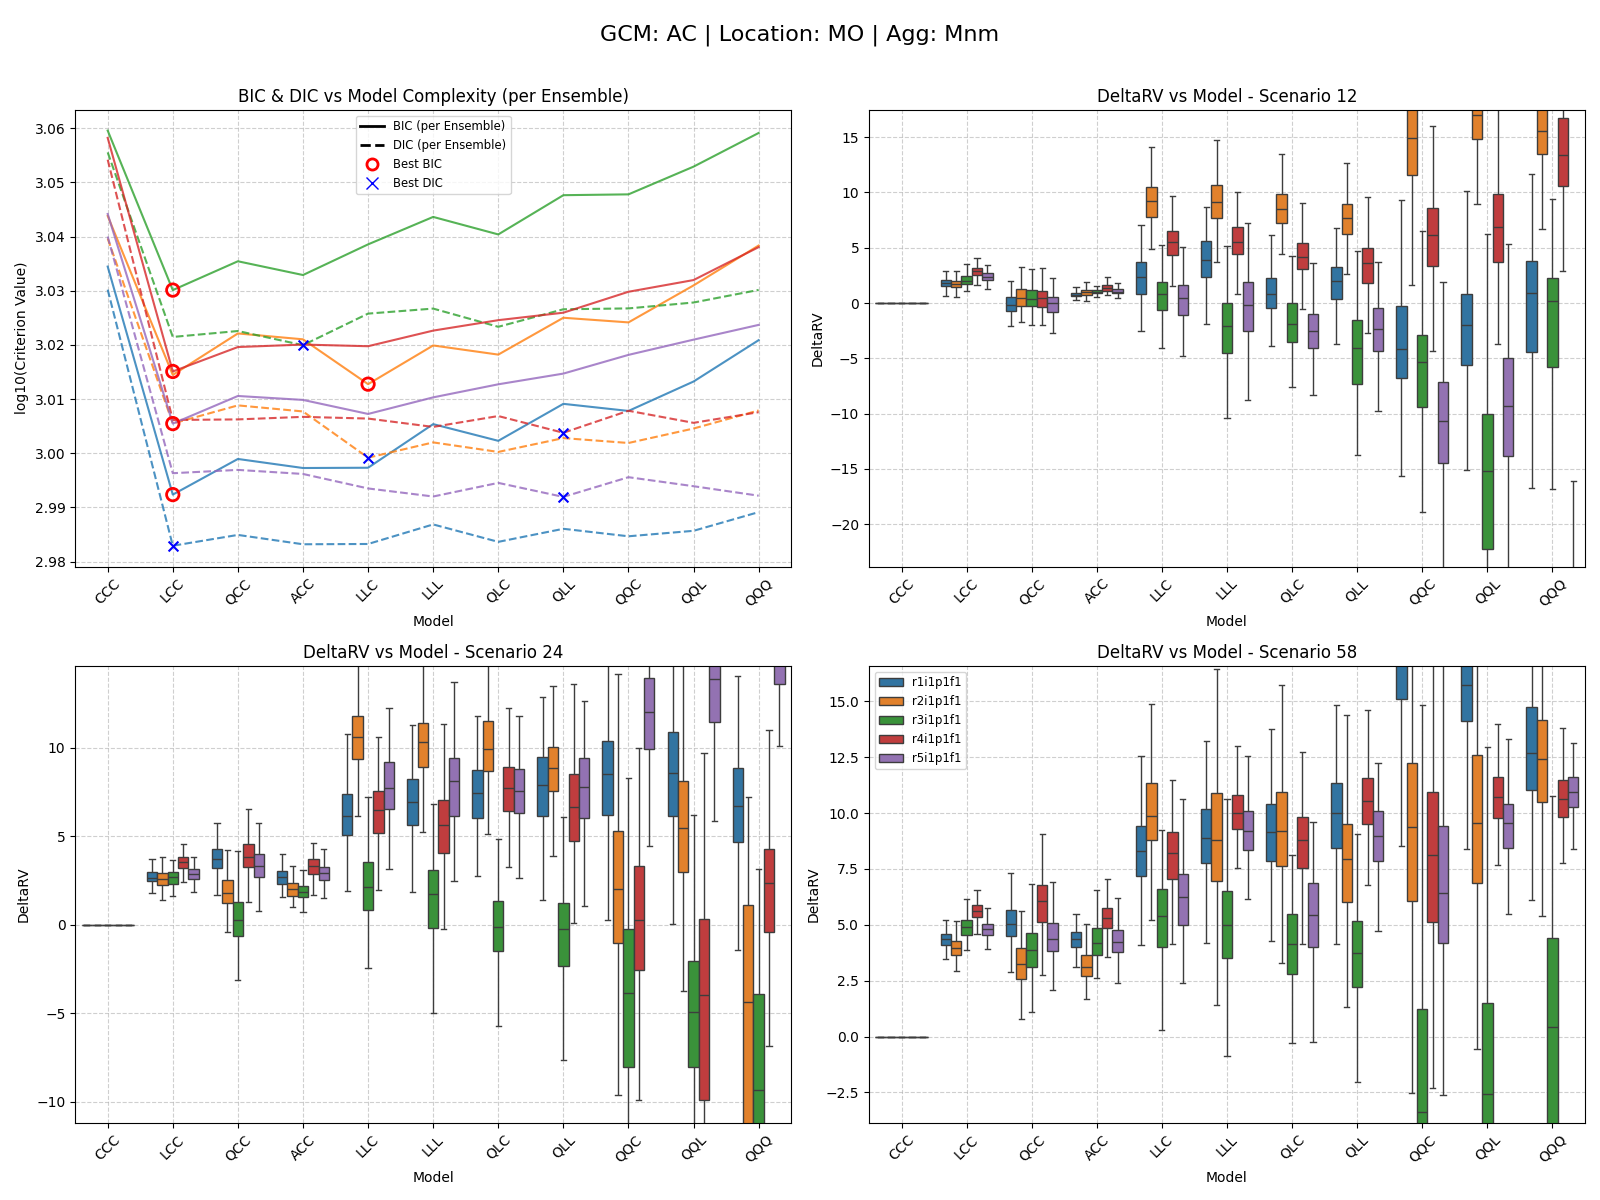 GCM: AC | Location: MO | Agg: Mnm
BIC & DIC vs Model Complexity (per Ensemble)
log10(Criterion Value)
3.06
3.05
3.04
3.03
3.02
3.01
3.00
2.99
2.98
BIC (per Ensemble)
DIC (per Ensemble)
Best BIC
Best DIC
CCC
LCC
QCC
ACC
LLC
LLL
QLC
QLL
QQC
QQL
QQQ
Model
DeltaRV vs Model - Scenario 12
DeltaRV
15
10
5
0
−5
−10
−15
−20
CCC
LCC
QCC
ACC
LLC
LLL
QLC
QLL
QQC
QQL
QQQ
Model
DeltaRV vs Model - Scenario 24
DeltaRV
10
5
0
−5
−10
CCC
LCC
QCC
ACC
LLC
LLL
QLC
QLL
QQC
QQL
QQQ
Model
DeltaRV vs Model - Scenario 58
DeltaRV
15.0
12.5
10.0
7.5
5.0
2.5
0.0
−2.5
r1i1p1f1
r2i1p1f1
r3i1p1f1
r4i1p1f1
r5i1p1f1
CCC
LCC
QCC
ACC
LLC
LLL
QLC
QLL
QQC
QQL
QQQ
Model